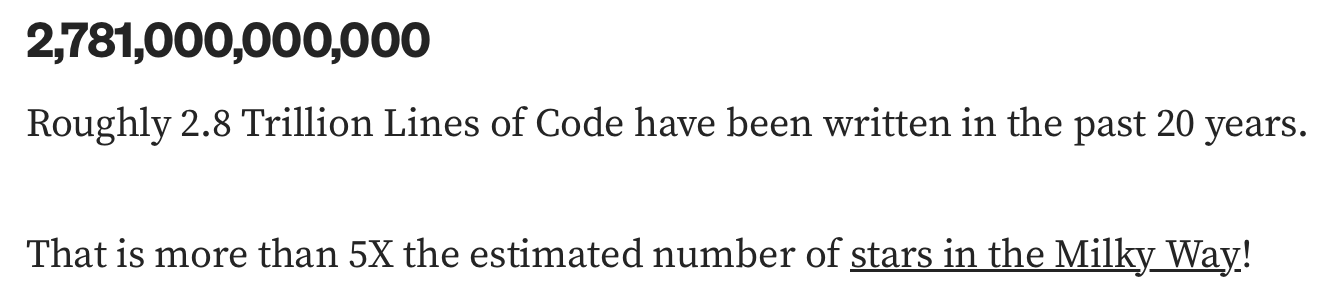 2,781,000,000,000
Roughly 2.8 Trillion Lines of Code have been written in the past 20 years.
That is more than 5X the estimated number of stars in the Milky Way!